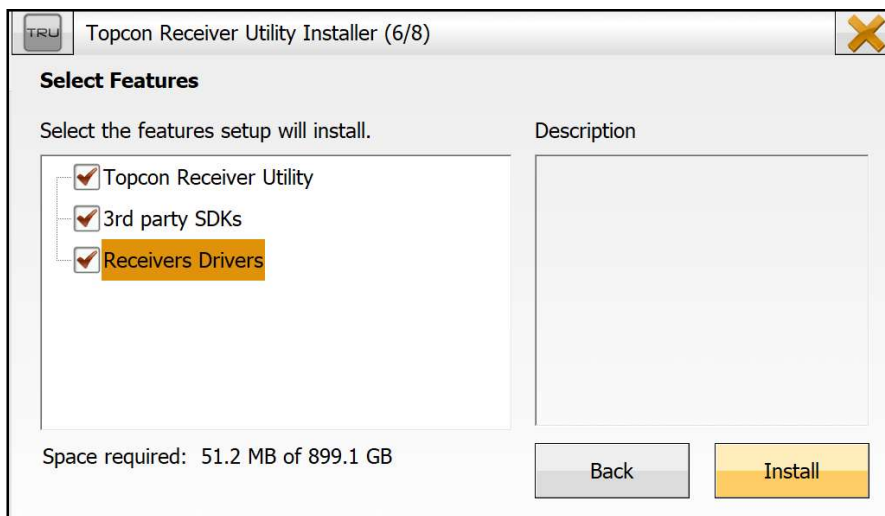 TRU Topcon Receiver Utility Installer (6/8)
Select Features
Select the features setup will install.
Description
Topcon Receiver Utility
3rd party SDKs
Receivers Drivers
Space required: 51.2 MB of 899.1 GB
Back
Install